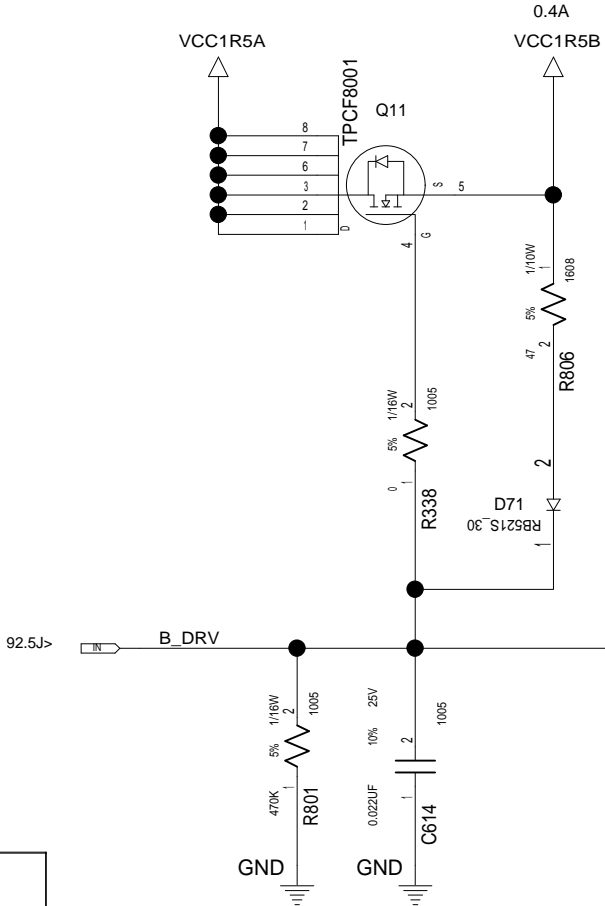 0.4A
VCC1R5A
VCC1R5B
TPCF8001
Q11
8
7
6
3
2
1
D
S
5
4
G
1/10W
1
1608
5%
47
2
R806
1/16W
2
1005
5%
0
1
R338
2
D71
RB521S_30
1
92.5J>
IN
B_DRV
1/16W
2
1005
5%
470K
1
R801
25V
10%
2
1005
0.022UF
1
C614
GND
GND